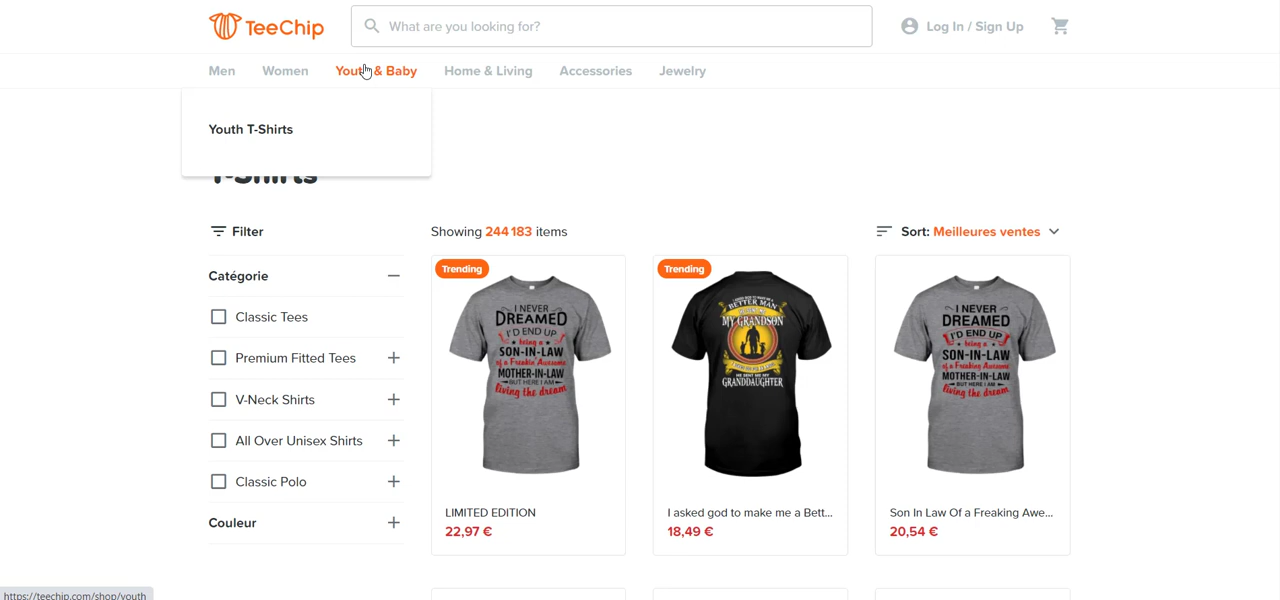 TeeChip
What are you looking for?
Log In / Sign Up
Men
Women
Youth & Baby
Home & Living
Accessories
Jewelry
Youth T-Shirts
T-Shirts
Filter
Showing 244 183 items
Sort: Meilleures ventes
Catégorie
Classic Tees
Premium Fitted Tees
V-Neck Shirts
All Over Unisex Shirts
Classic Polo
Couleur
Trending
I NEVER
DREAMED
I'D END UP
being a
SON-IN-LAW
of a Freakin' Awesome
MOTHER-IN-LAW
BUT HERE I AM
living the dream
LIMITED EDITION
22,97 €
Trending
BETTER MAN
MY GRANDSON
HE SENT ME MY
GRANDDAUGHTER
I asked god to make me a Bett...
18,49 €
I NEVER
DREAMED
I'D END UP
being a
SON-IN-LAW
of a Freakin' Awesome
MOTHER-IN-LAW
BUT HERE I AM
living the dream
Son In Law Of a Freaking Awe...
20,54 €
https://teechip.com/shop/youth